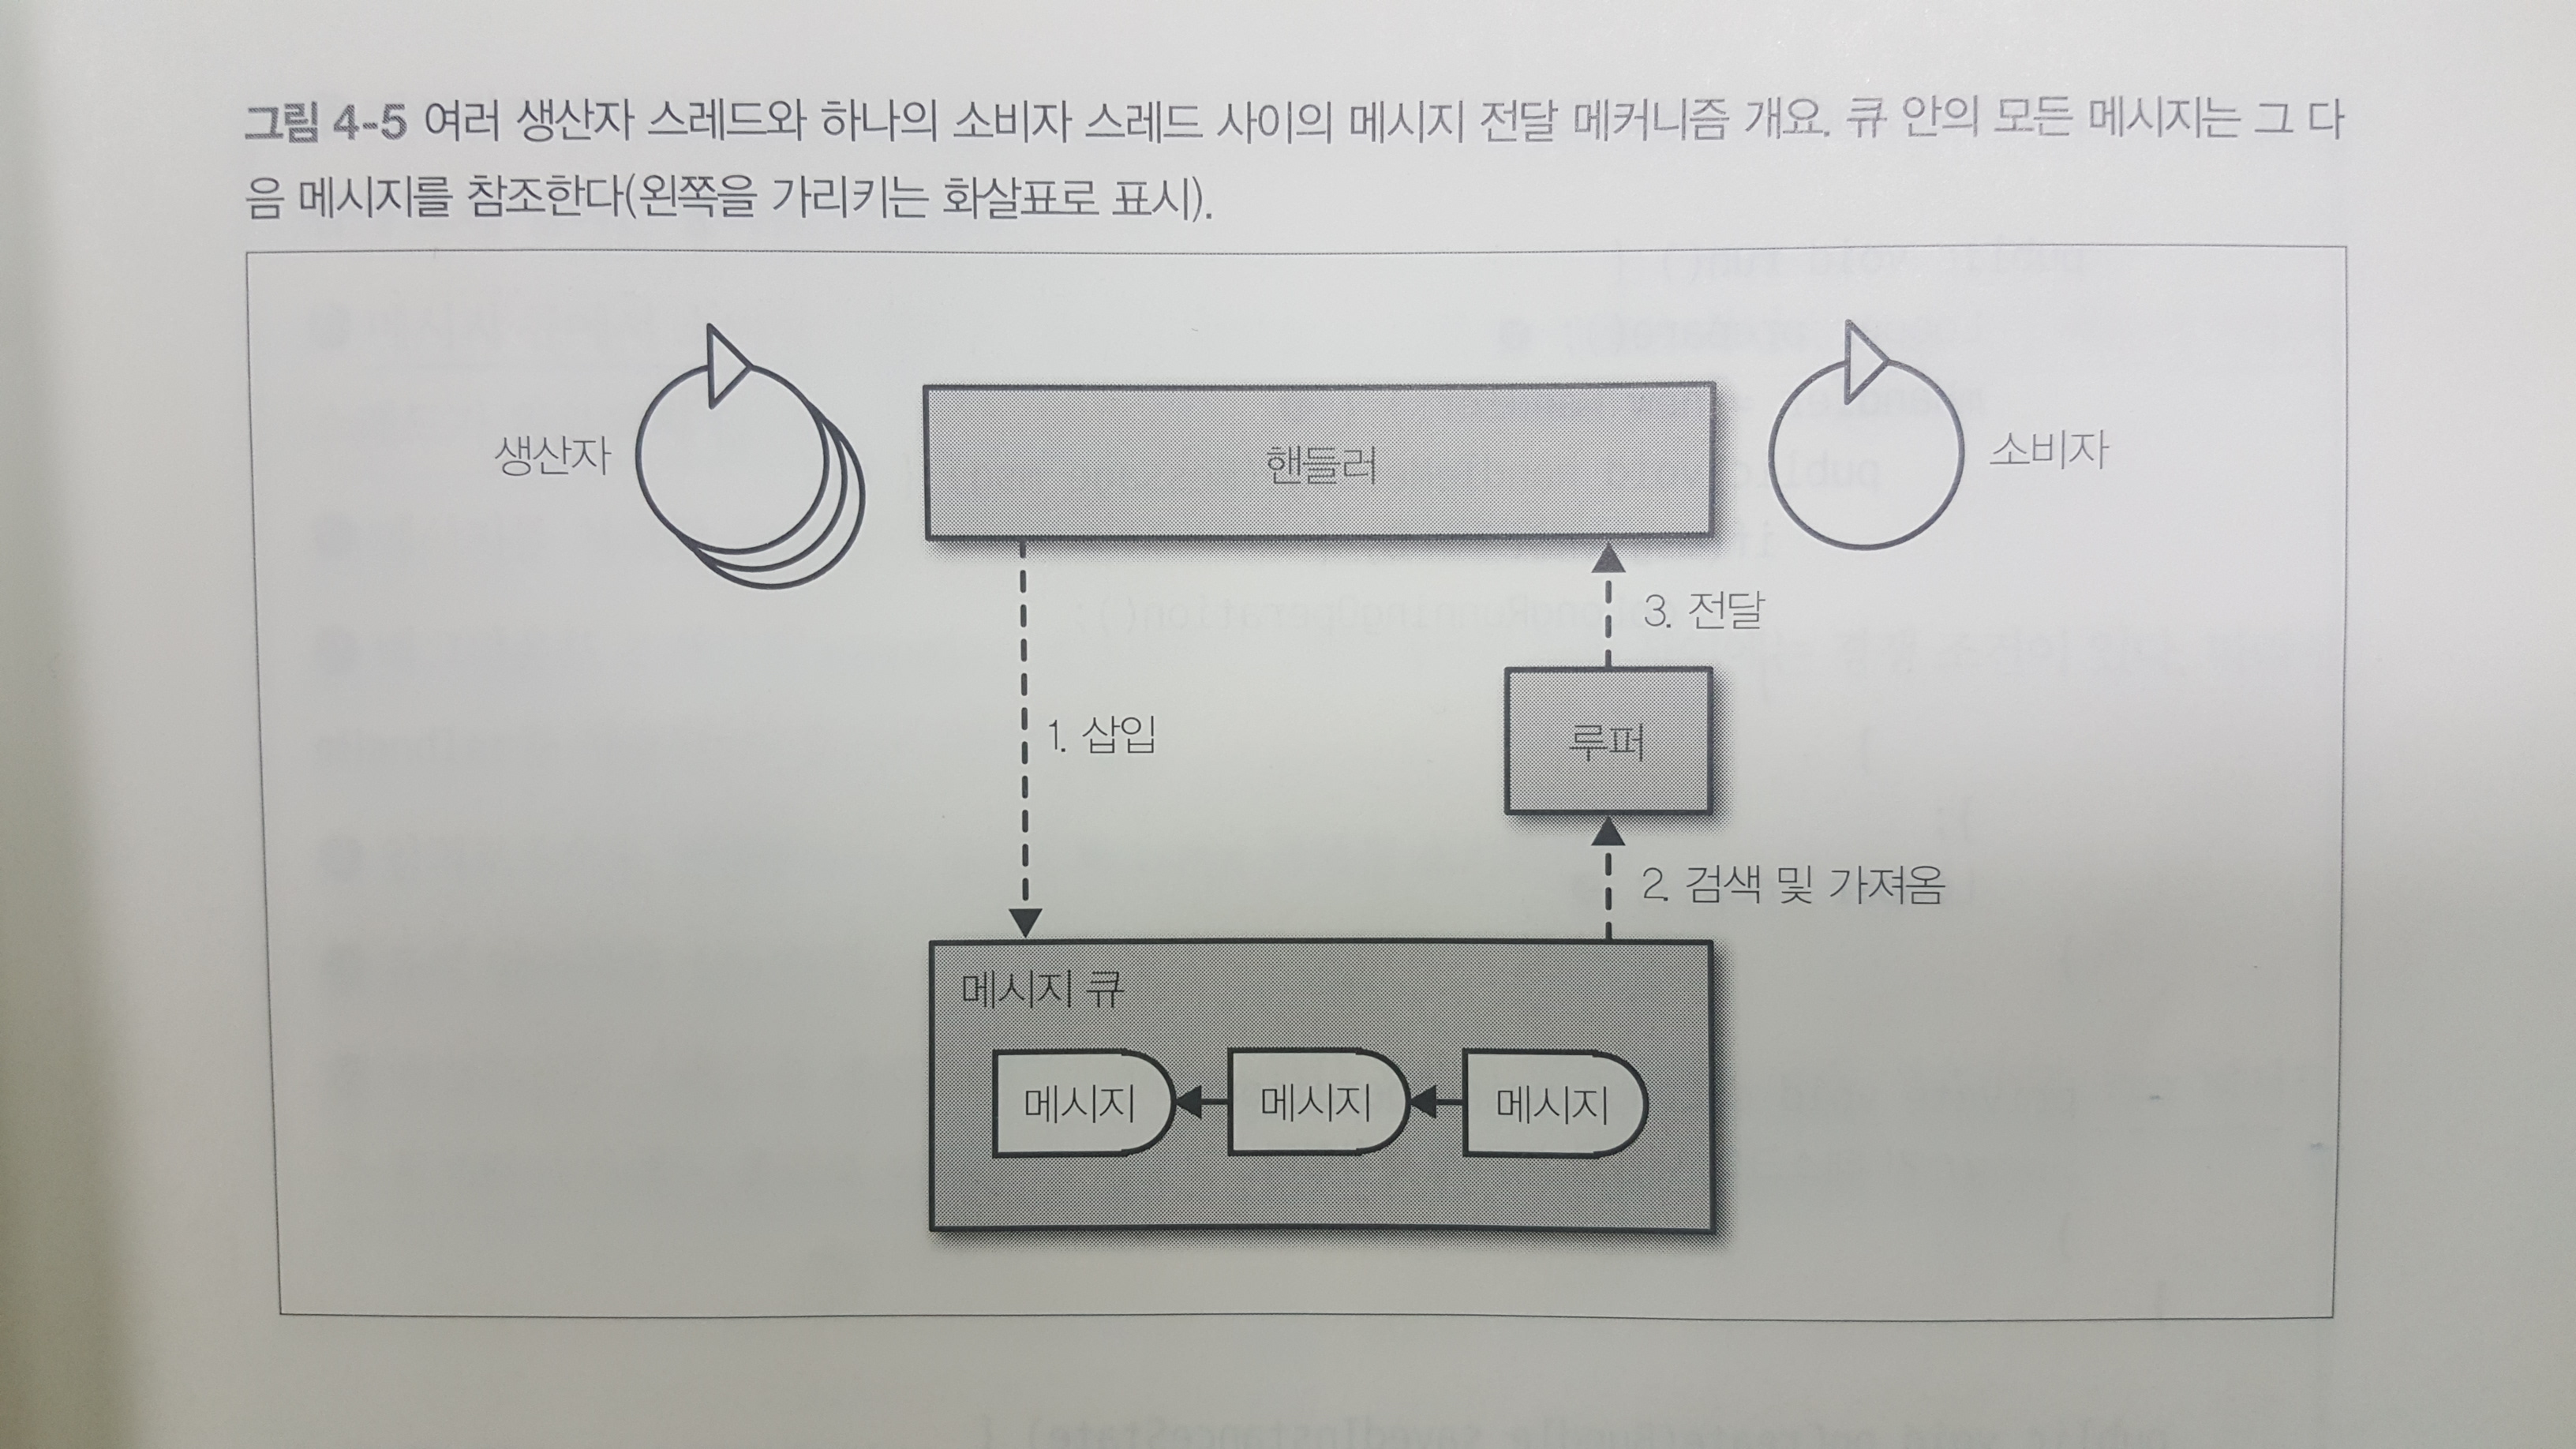 그림 4-5 여러 생산자 스레드와 하나의 소비자 스레드 사이의 메시지 전달 메커니즘 개요. 큐 안의 모든 메시지는 그 다
음 메시지를 참조한다(왼쪽을 가리키는 화살표로 표시).
생산자
핸들러
소비자
3. 전달
1. 삽입
루퍼
2. 검색 및 가져옴
메시지 큐
메시지
메시지
메시지